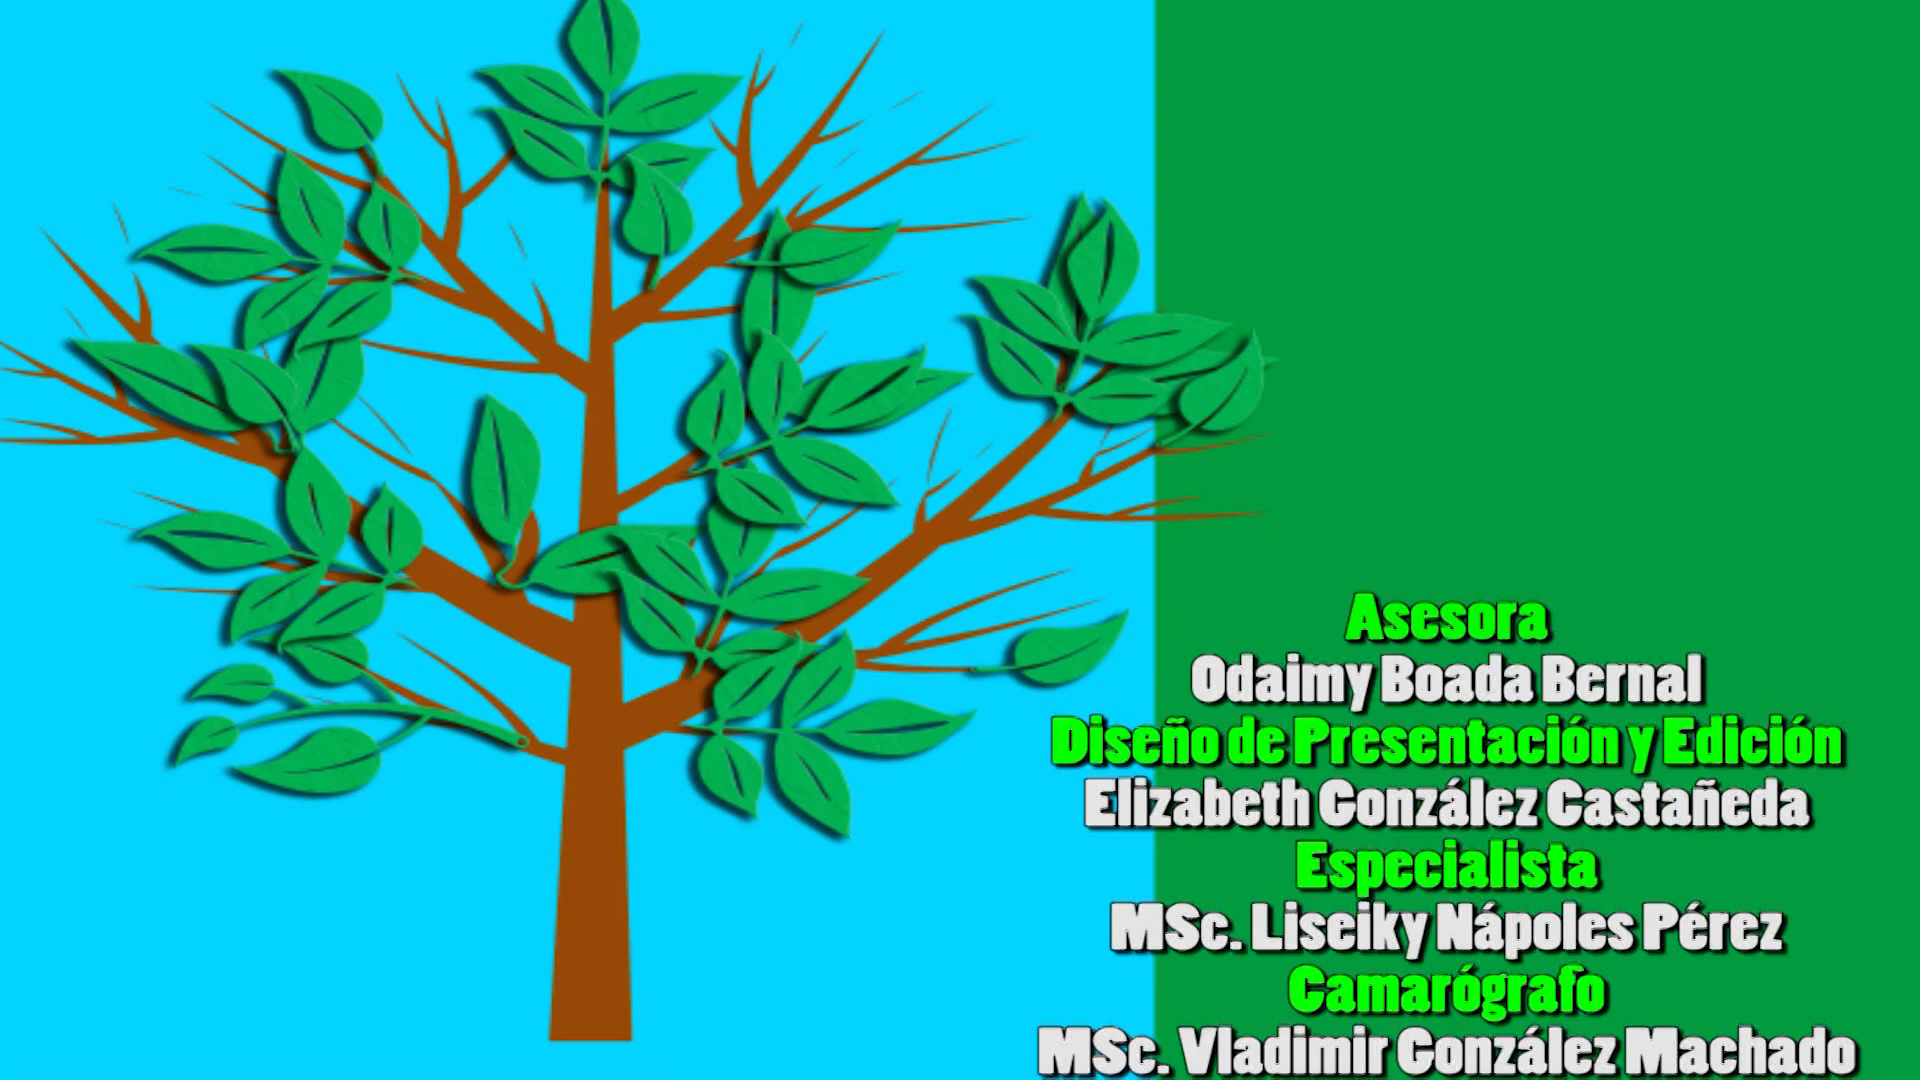 Asesora
Odaimy Boada Bernal
Diseño de Presentación y Edición
Elizabeth González Castañeda
Especialista
MSc. Liseiky Nápoles Pérez
Camarógrafo
MSc. Vladimir González Machado